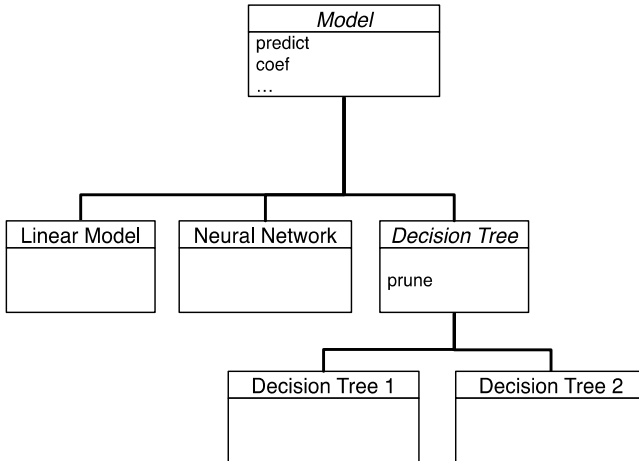 Model
predict
coef
...
Linear Model
Neural Network
Decision Tree
prune
Decision Tree 1
Decision Tree 2